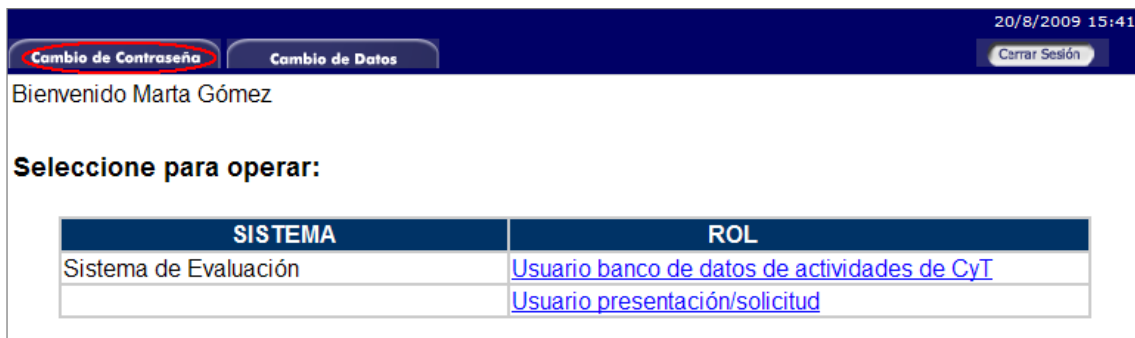 20/8/2009 15:41
Cambio de Contraseña Cambio de Datos Cerrar Sesión
Bienvenido Marta Gómez
Seleccione para operar:
SISTEMA ROL
Sistema de Evaluación Usuario banco de datos de actividades de CyT
Usuario presentación/solicitud